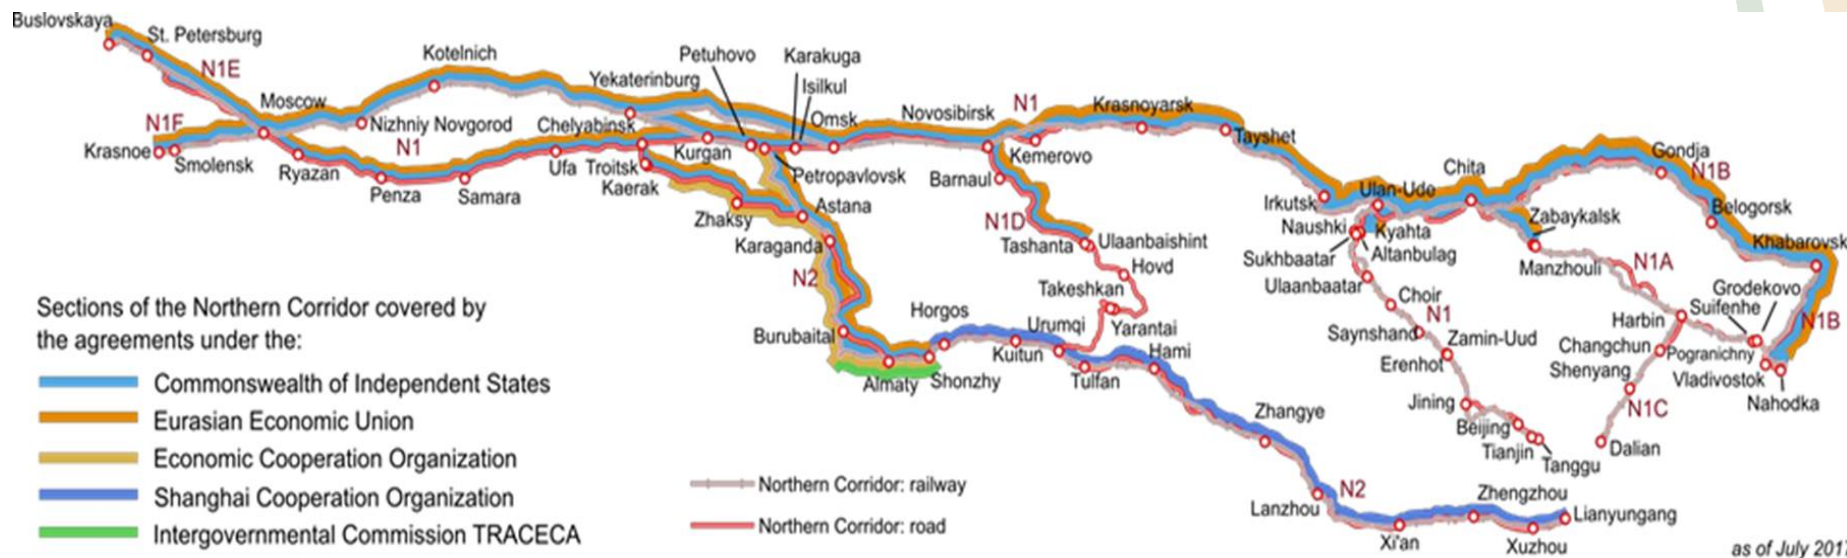 Buslovskaya
St. Petersburg
N1E
Moscow
N1F
Krasnoe
Smolensk
Kotelnich
Nizhniy Novgorod
N1
Ryazan
Penza
Samara
Ufa
Chelyabinsk
Troitsk
Kaerak
Yekaterinburg
Kurgan
Petuhovo
Karakuga
Isilkul
Omsk
Petropavlovsk
Zhaksy
Astana
Karaganda
N2
Burubaital
Almaty
Shonzhy
Horgos
Kuitun
Urumqi
Novosibirsk
N1
Kemerovo
Barnaul
N1D
Tashanta
Ulaanbaishint
Hovd
Takeshkan
Yarantai
Tulfan
Hami
Zhangye
Lanzhou
N2
Xi'an
Zhengzhou
Xuzhou
Lianyungang
Krasnoyarsk
Tayshet
Irkutsk
Ulan-Ude
Naushki
Kyahta
Sukhbaatar
Altanbulag
Ulaanbaatar
Choir
N1
Saynshand
Zamin-Uud
Erenhot
Jining
Beijing
Tianjin
Tanggu
Chita
Zabaykalsk
Manzhouli
N1A
Gondja
N1B
Belogorsk
Khabarovsk
Grodekovo
Suifenhe
Harbin
N1B
Changchun
Pogranichny
Shenyang
Vladivostok
Nahodka
N1C
Dalian
Sections of the Northern Corridor covered by
the agreements under the:
Commonwealth of Independent States
Eurasian Economic Union
Economic Cooperation Organization
Shanghai Cooperation Organization
Intergovernmental Commission TRACECA
Northern Corridor: railway
Northern Corridor: road
as of July 201